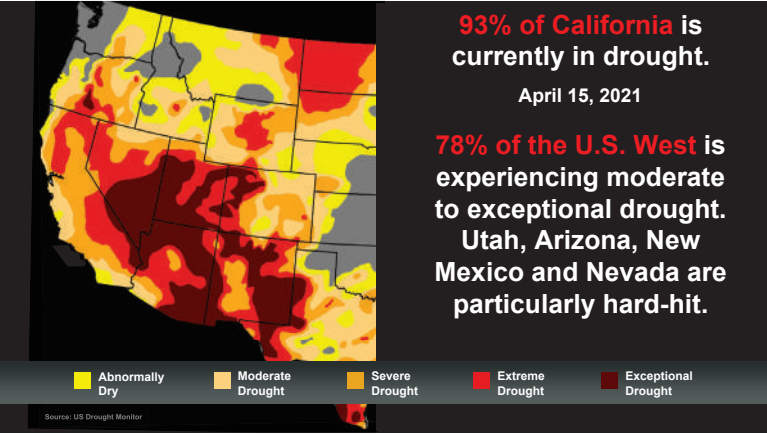 93% of California is
currently in drought.
April 15, 2021
78% of the U.S. West is
experiencing moderate
to exceptional drought.
Utah, Arizona, New
Mexico and Nevada are
particularly hard-hit.
Abnormally
Dry
Moderate
Drought
Severe
Drought
Extreme
Drought
Exceptional
Drought
Source: US Drought Monitor